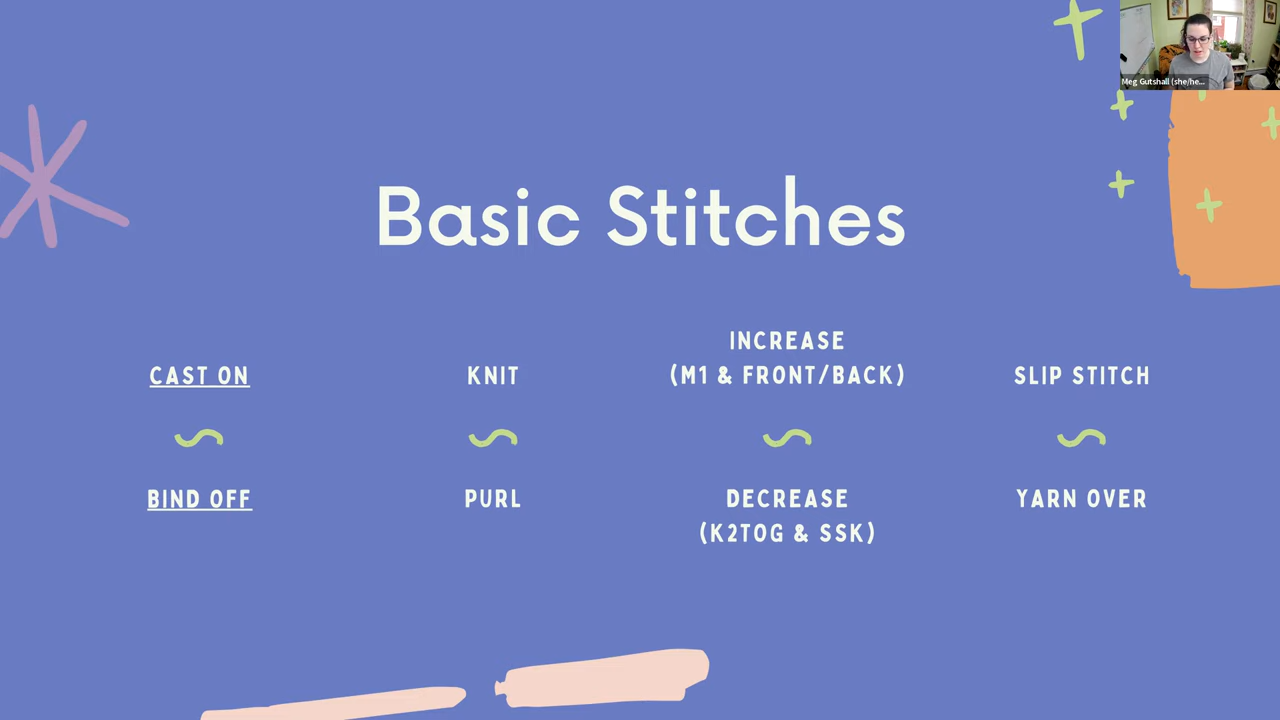 Meg Gutshall (she/he...
Basic Stitches
CAST ON
BIND OFF
KNIT
PURL
INCREASE
(M1 & FRONT/BACK)
DECREASE
(K2TOG & SSK)
SLIP STITCH
YARN OVER